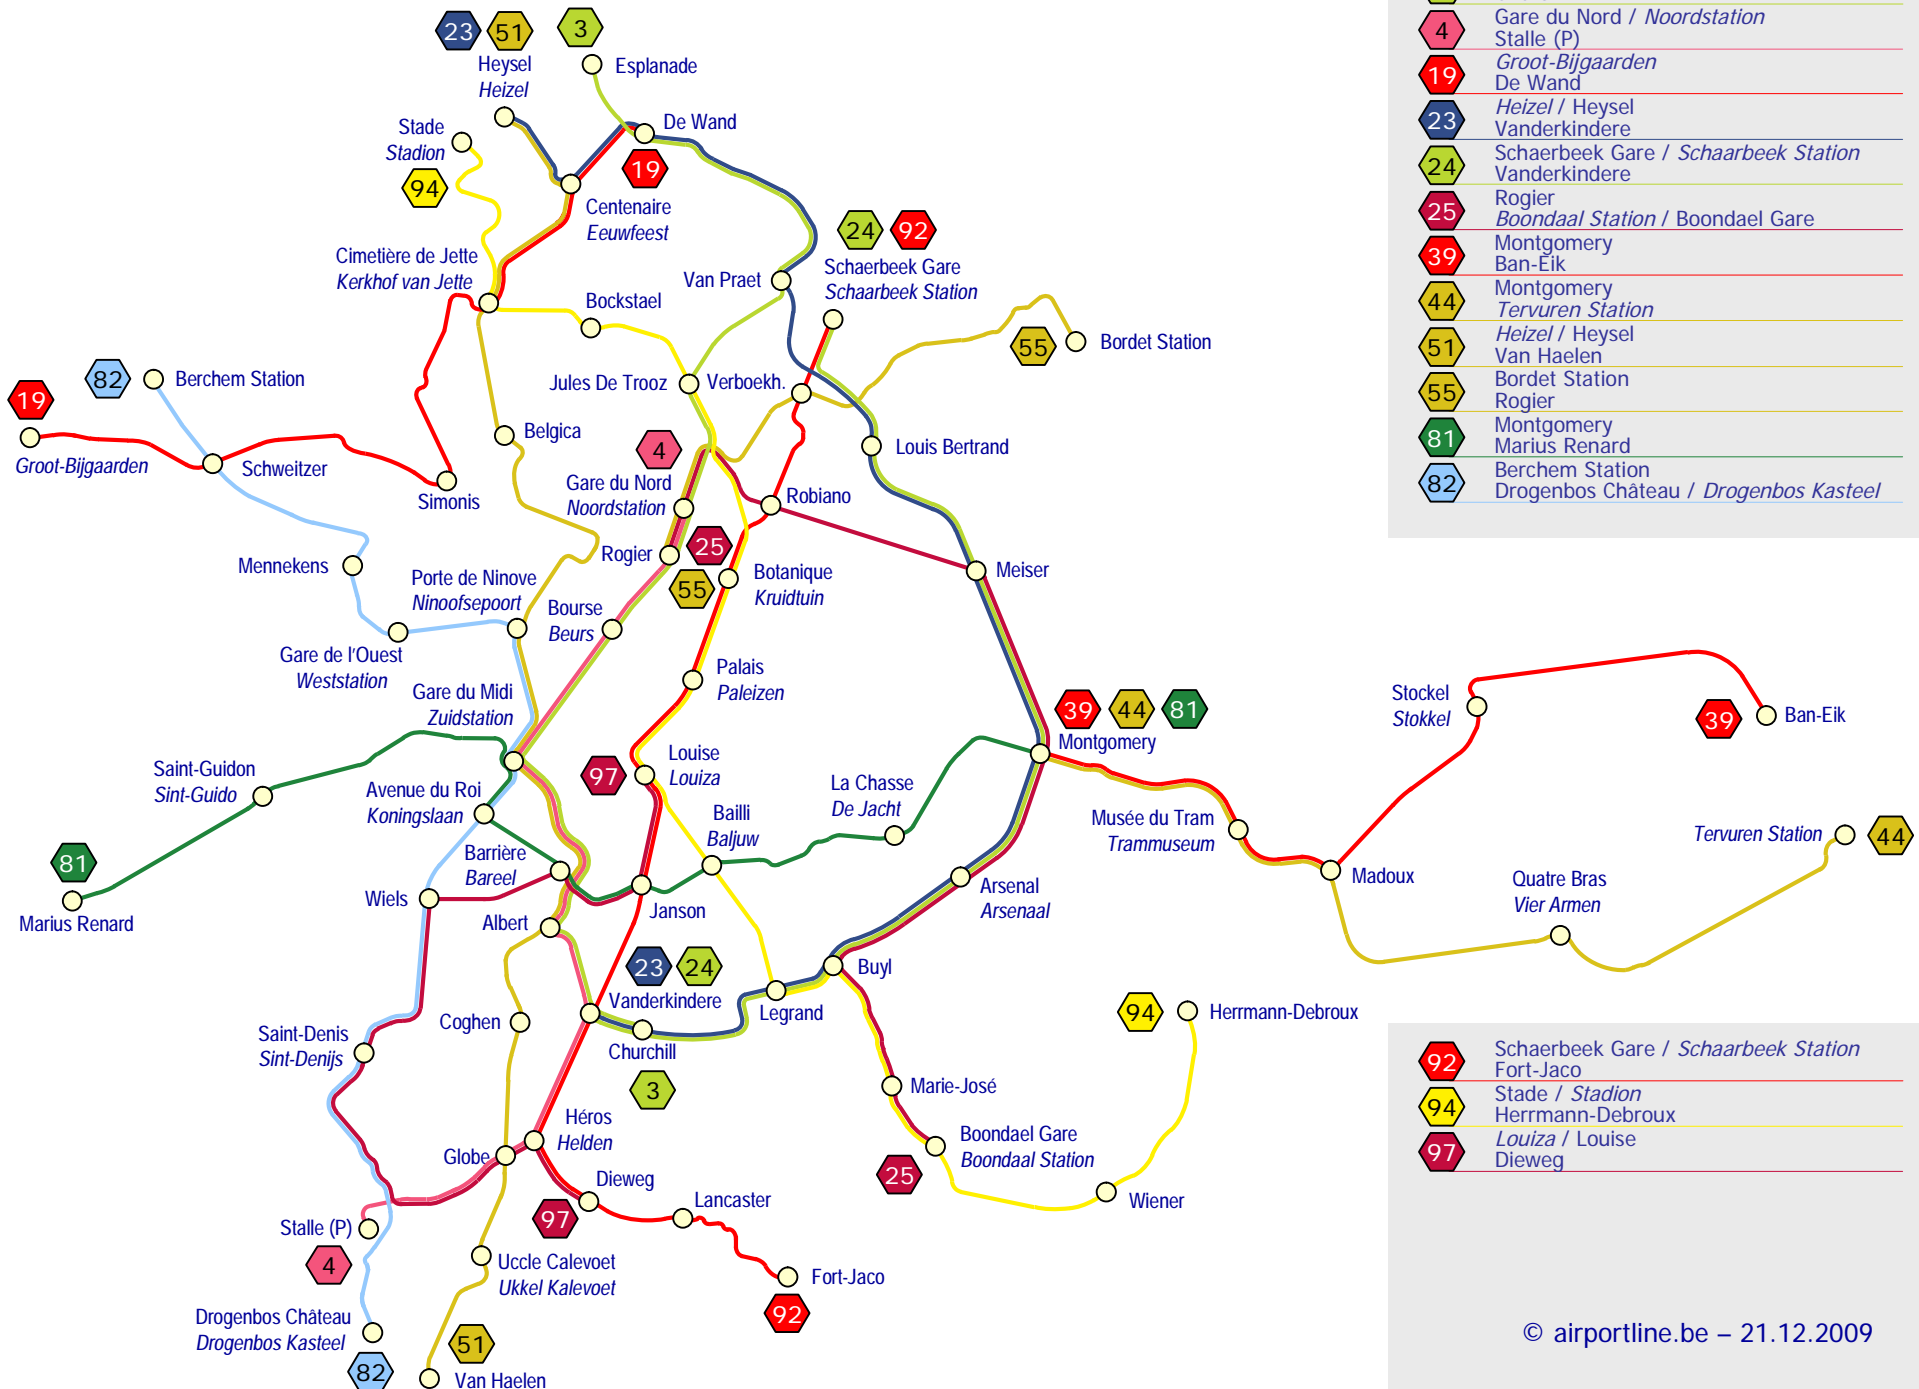 23
51
3
Heysel
Heizel
Esplanade
Stade
Stadion
94
De Wand
19
Centenaire
Eeuwfeest
24
92
Schaerbeek Gare
Schaarbeek Station
Cimetière de Jette
Kerkhof van Jette
Van Praet
Bockstael
55
Bordet Station
82
Berchem Station
Jules De Trooz
Verboekh.
19
Groot-Bijgaarden
Schweitzer
Simonis
Belgica
4
Gare du Nord
Noordstation
Louis Bertrand
Robiano
Rogier
25
55
Mennekens
Porte de Ninove
Ninoofsepoort
Bourse
Beurs
Botanique
Kruidtuin
Meiser
Gare de l'Ouest
Weststation
Palais
Paleizen
Gare du Midi
Zuidstation
39
44
81
Montgomery
Stockel
Stokkel
39
Ban-Eik
Saint-Guidon
Sint-Guido
Avenue du Roi
Koningslaan
97
Louise
Louiza
La Chasse
De Jacht
Bailli
Baljuw
Musée du Tram
Trammuseum
Tervuren Station
44
81
Marius Renard
Barrière
Bareel
Wiels
Albert
Janson
Arsenal
Arsenaal
Madoux
Quatre Bras
Vier Armen
23
24
Vanderkindere
Buyl
Legrand
94
Herrmann-Debroux
Coghen
Saint-Denis
Sint-Denijs
Churchill
3
Marie-José
Héros
Helden
Globe
Boondael Gare
Boondaal Station
25
Wiener
Dieweg
97
Lancaster
Stalle (P)
4
Uccle Calevoet
Ukkel Kalevoet
Fort-Jaco
92
Drogenbos Château
Drogenbos Kasteel
82
51
Van Haelen
4
Gare du Nord / Noordstation
Stalle (P)
19
Groot-Bijgaarden
De Wand
23
Heizel / Heysel
Vanderkindere
24
Schaerbeek Gare / Schaarbeek Station
Vanderkindere
25
Rogier
Boondaal Station / Boondael Gare
39
Montgomery
Ban-Eik
44
Montgomery
Tervuren Station
51
Heizel / Heysel
Van Haelen
55
Bordet Station
Rogier
81
Montgomery
Marius Renard
82
Berchem Station
Drogenbos Château / Drogenbos Kasteel
92
Schaerbeek Gare / Schaarbeek Station
Fort-Jaco
94
Stade / Stadion
Herrmann-Debroux
97
Louiza / Louise
Dieweg
© airportline.be – 21.12.2009